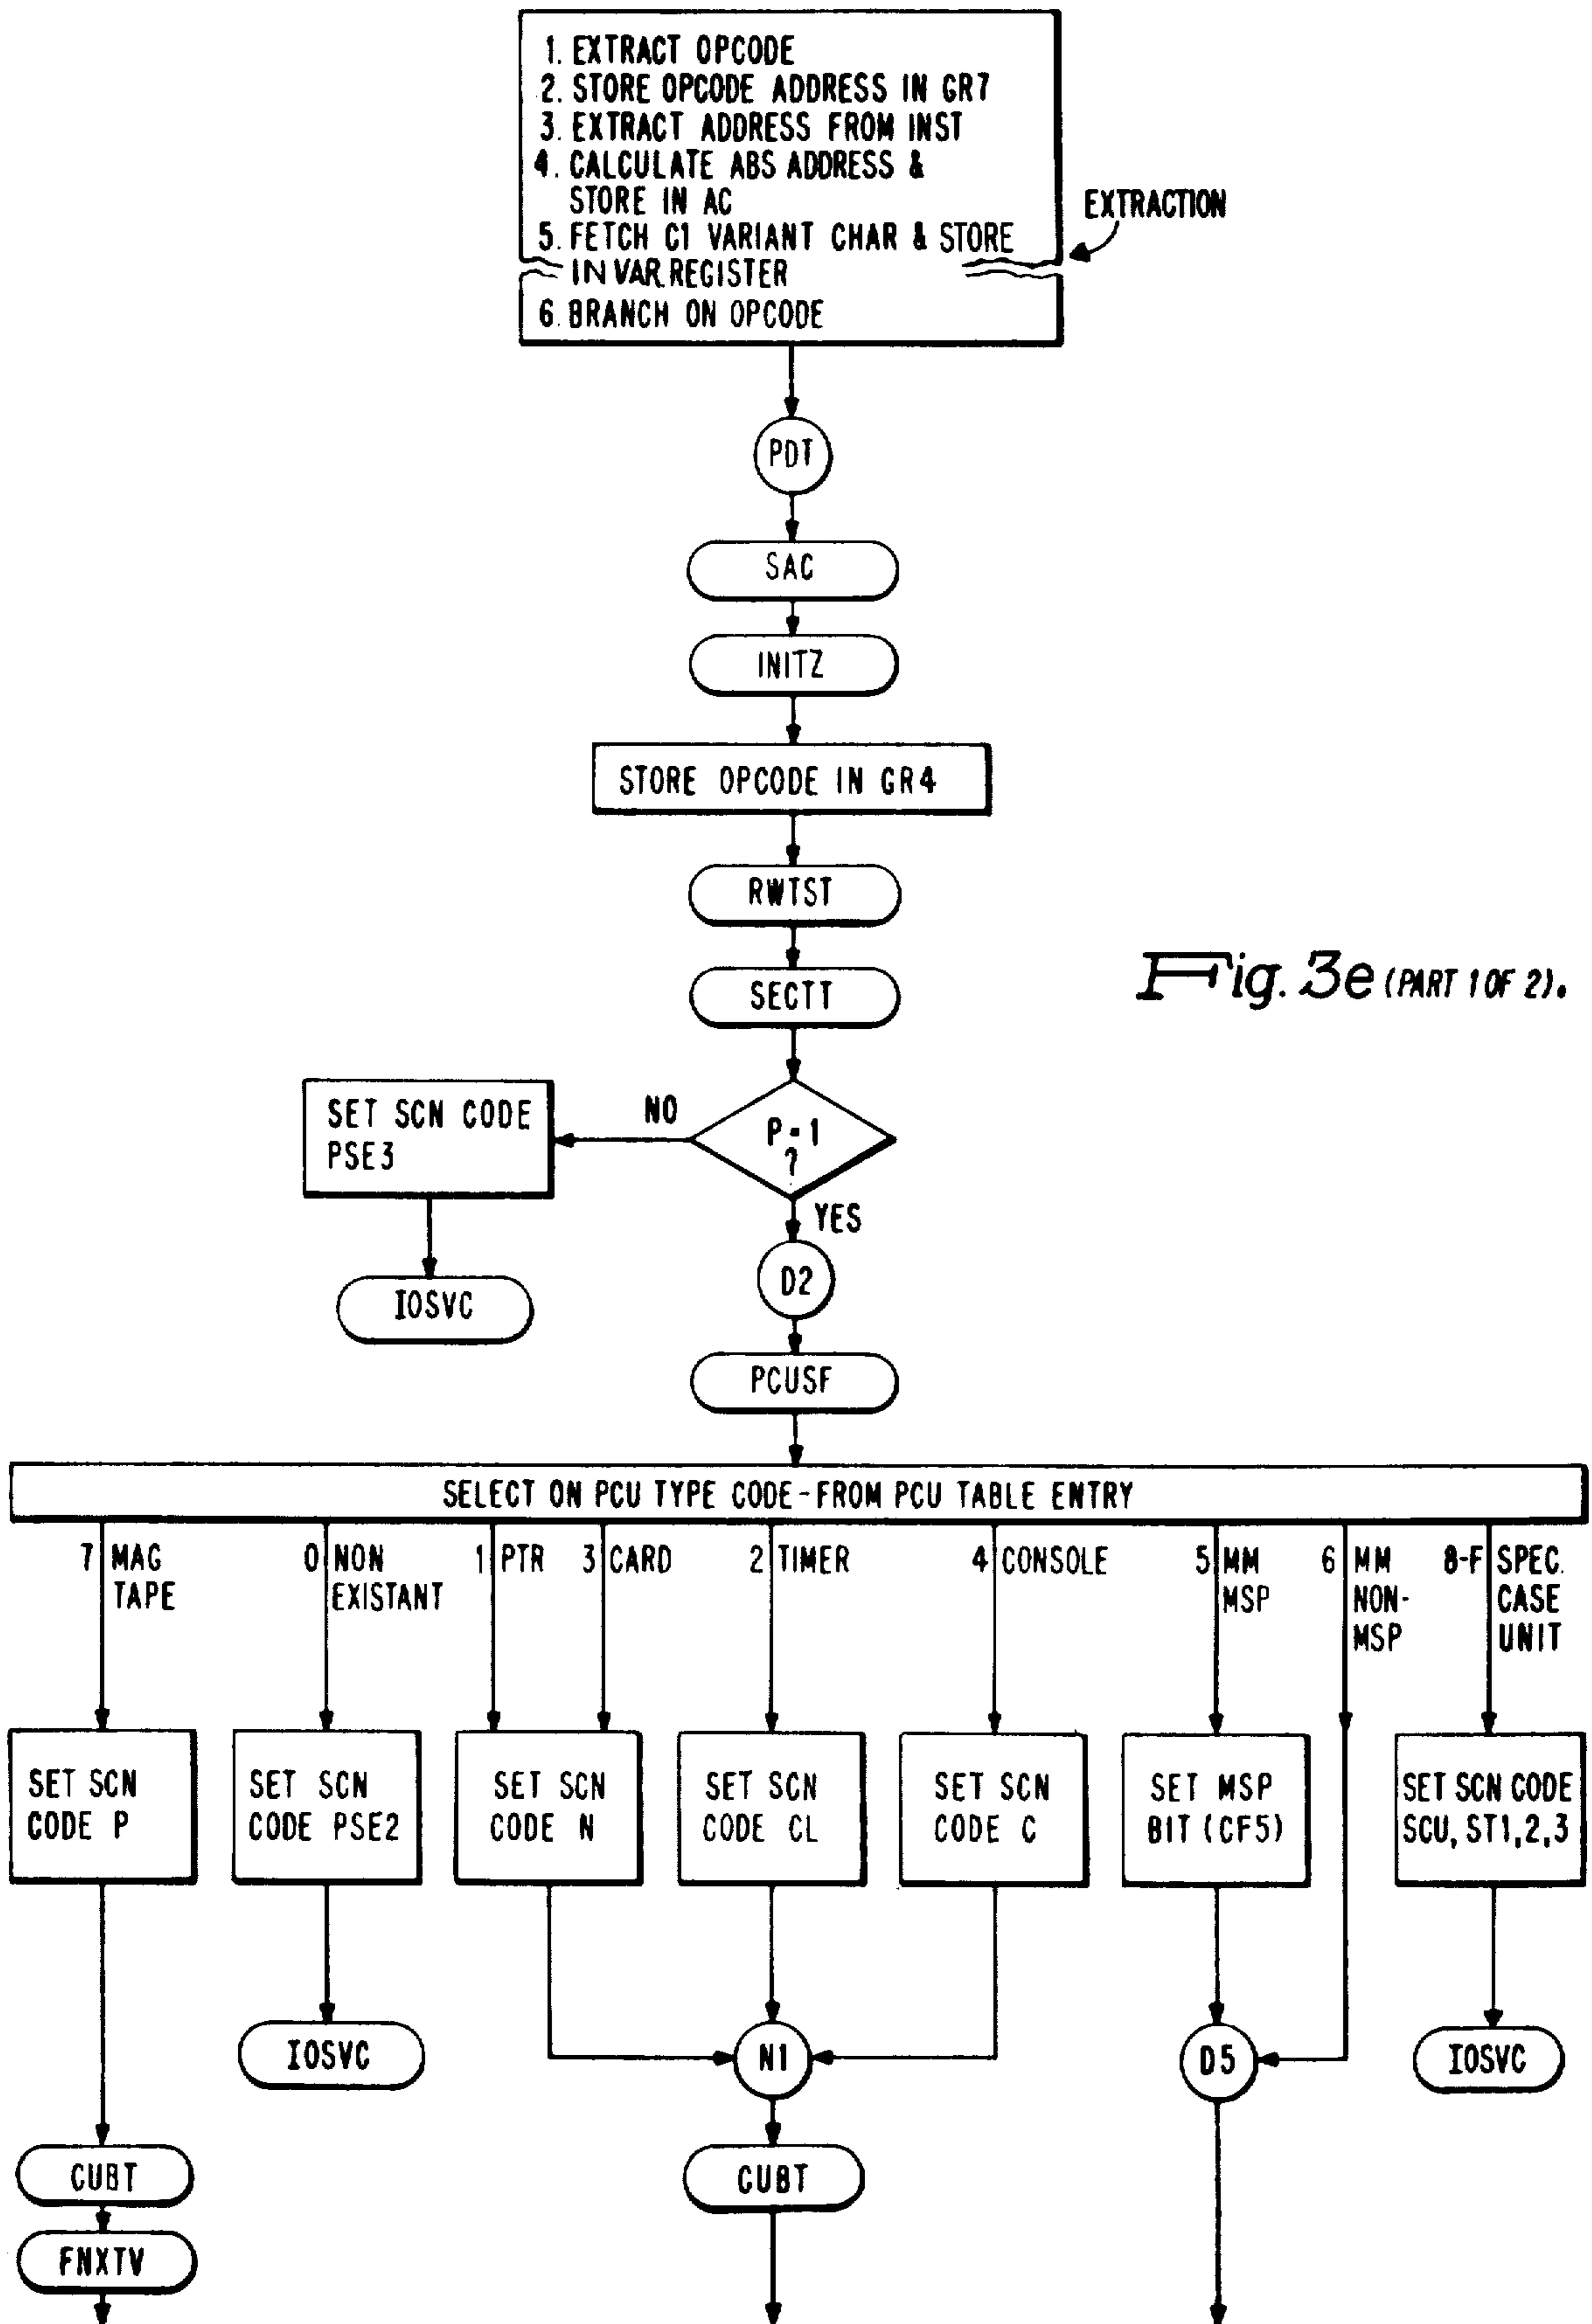 1. EXTRACT OPCODE
2. STORE OPCODE ADDRESS IN GR7
3. EXTRACT ADDRESS FROM INST
4. CALCULATE ABS ADDRESS &
STORE IN AC
5. FETCH C1 VARIANT CHAR & STORE
IN VAR. REGISTER
6. BRANCH ON OPCODE
EXTRACTION
PDT
SAC
INITZ
STORE OPCODE IN GR4
RWTST
SECTT
Fig. 3e (PART 1 OF 2).
P=1
?
NO
YES
SET SCN CODE
PSE3
IOSVC
D2
PCUSF
SELECT ON PCU TYPE CODE-FROM PCU TABLE ENTRY
7 MAG
TAPE
0 NON
EXISTANT
1 PTR
3 CARD
2 TIMER
4 CONSOLE
5 MM
MSP
6 MM
NON-
MSP
8-F SPEC.
CASE
UNIT
SET SCN
CODE P
SET SCN
CODE PSE2
SET SCN
CODE N
SET SCN
CODE CL
SET SCN
CODE C
SET MSP
BIT (CF5)
SET SCN CODE
SCU, ST1,2,3
IOSVC
N1
D5
IOSVC
CUBT
CUBT
FNXTV